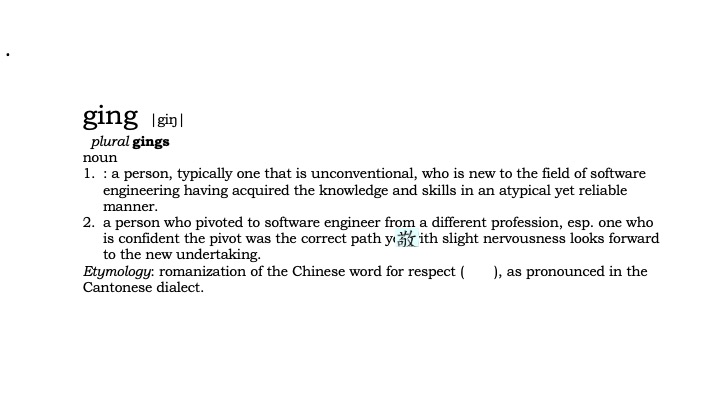 .
ging |giŋ|
plural gings
noun
1. : a person, typically one that is unconventional, who is new to the field of software
engineering having acquired the knowledge and skills in an atypical yet reliable
manner.
2. a person who pivoted to software engineer from a different profession, esp. one who
is confident the pivot was the correct path y敬ith slight nervousness looks forward
to the new undertaking.
Etymology: romanization of the Chinese word for respect ( ), as pronounced in the
Cantonese dialect.